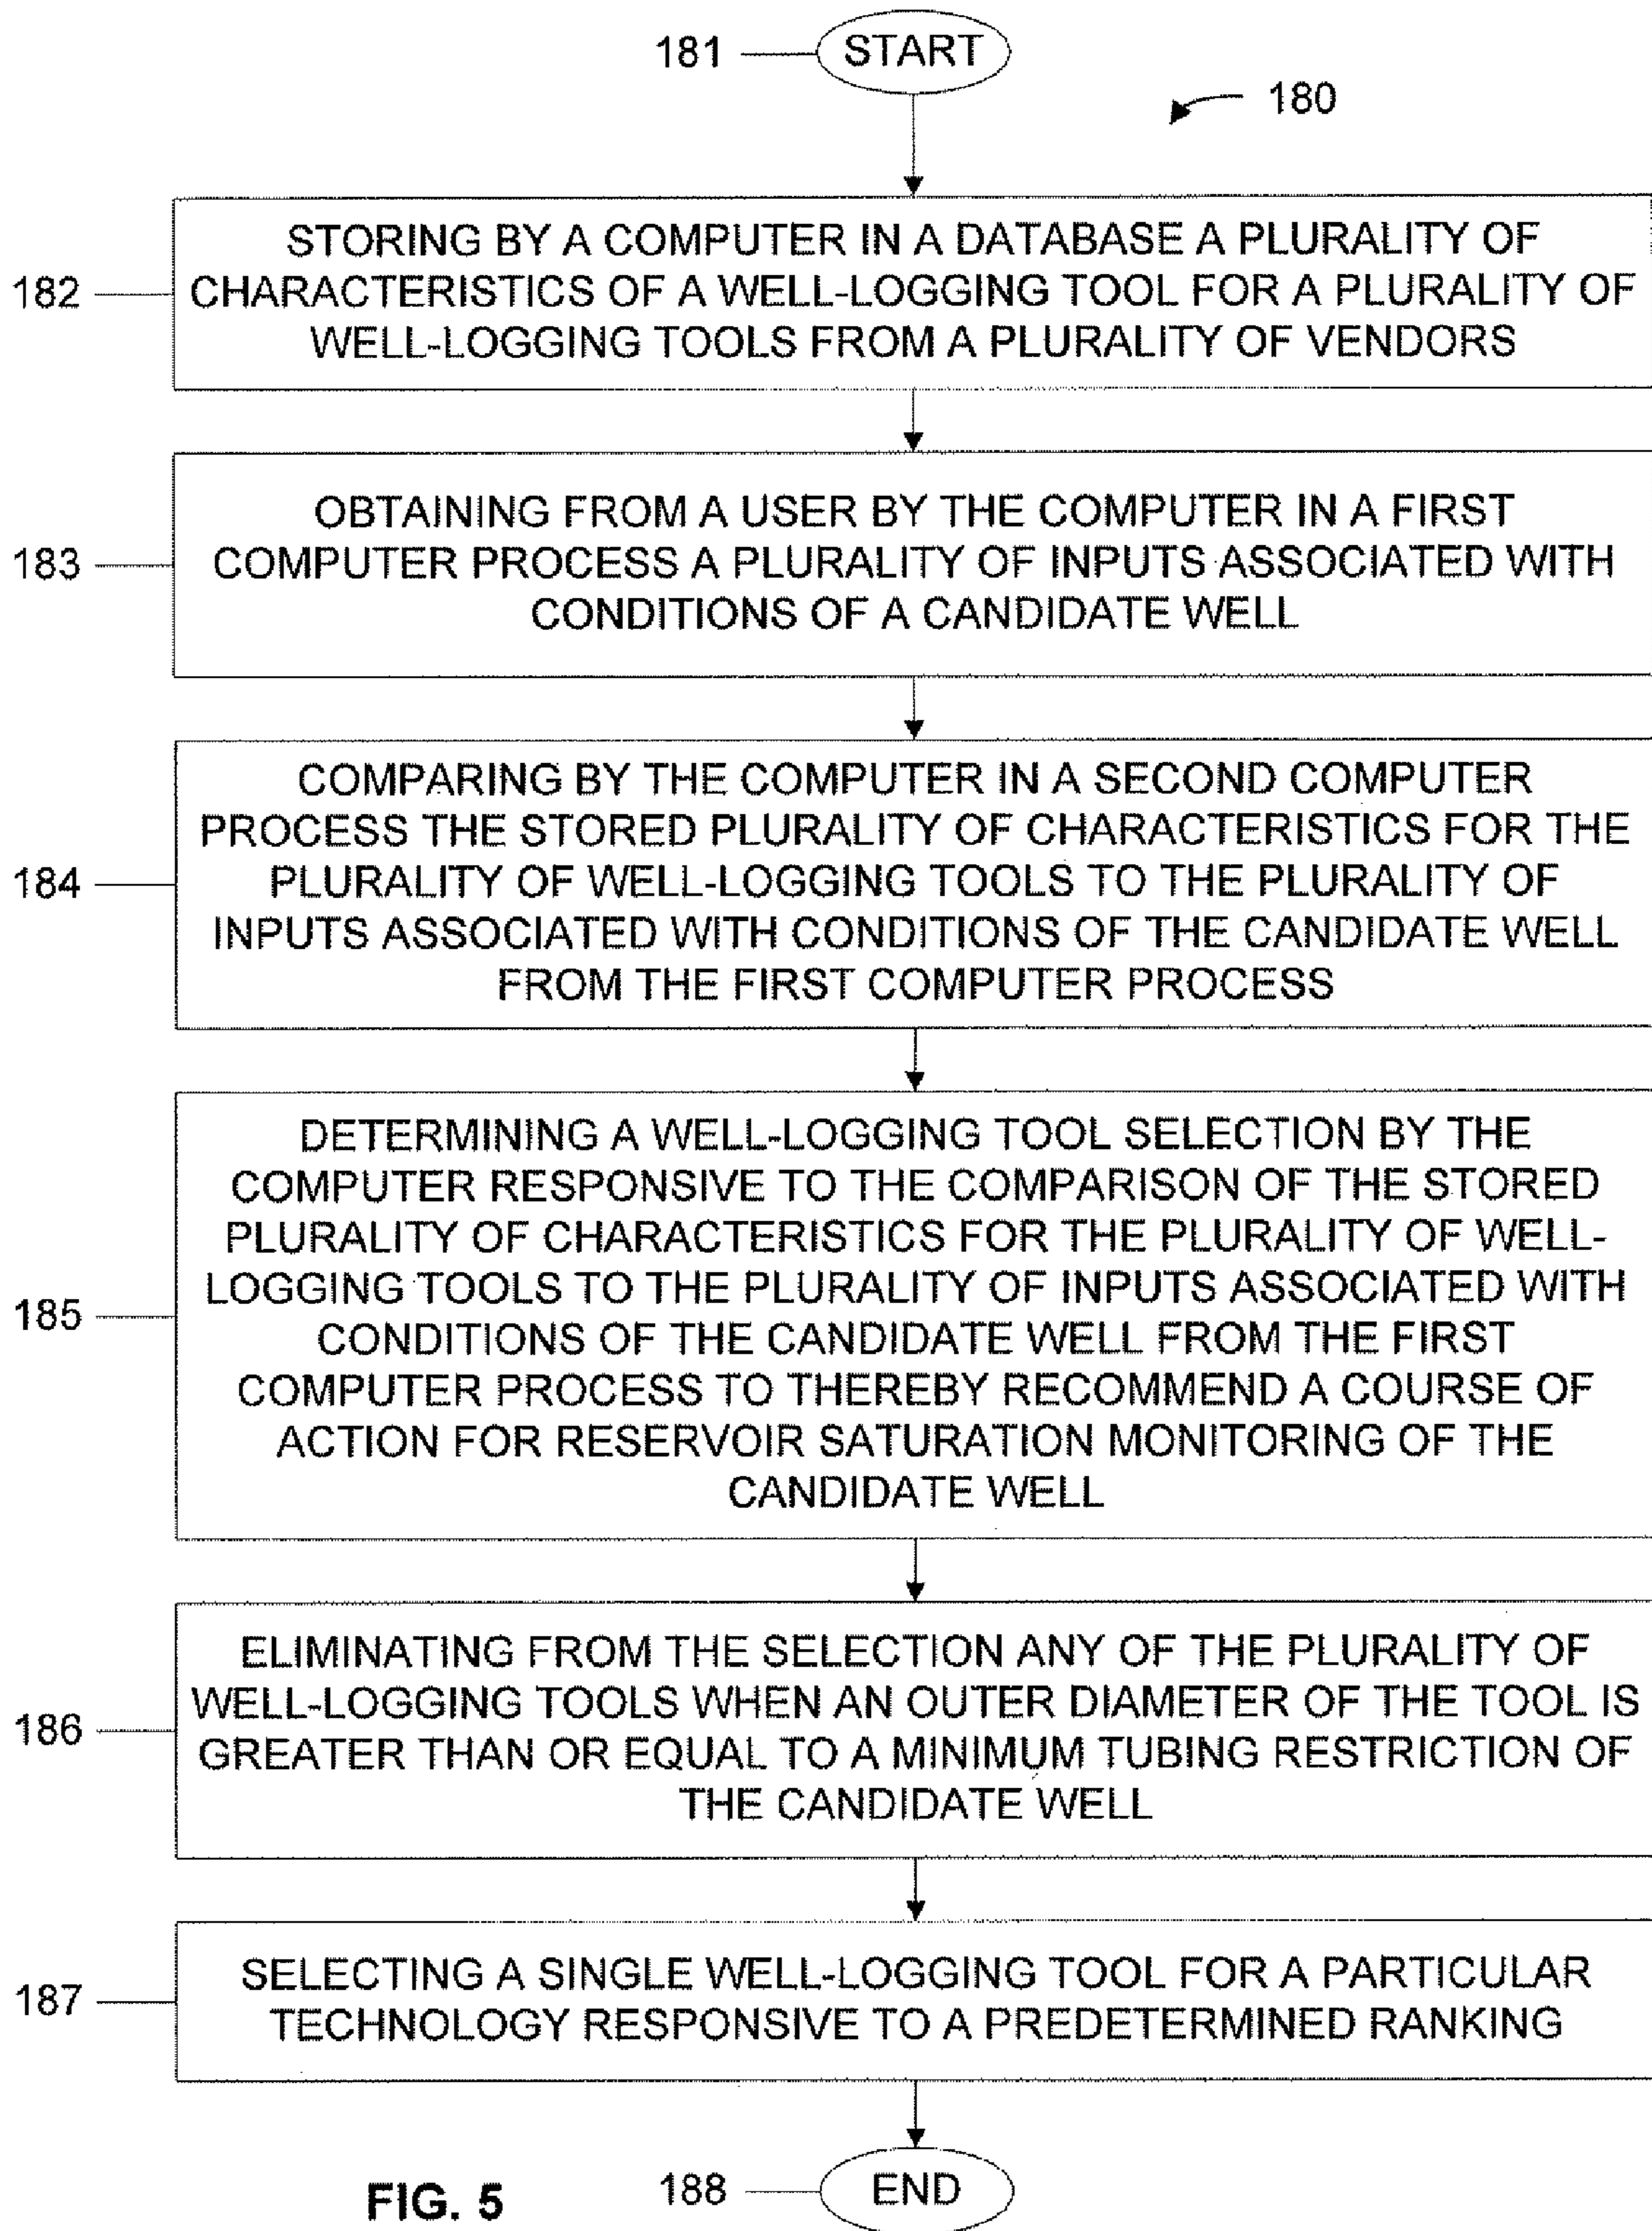 181
START
180
182
STORING BY A COMPUTER IN A DATABASE A PLURALITY OF
CHARACTERISTICS OF A WELL-LOGGING TOOL FOR A PLURALITY OF
WELL-LOGGING TOOLS FROM A PLURALITY OF VENDORS
183
OBTAINING FROM A USER BY THE COMPUTER IN A FIRST
COMPUTER PROCESS A PLURALITY OF INPUTS ASSOCIATED WITH
CONDITIONS OF A CANDIDATE WELL
184
COMPARING BY THE COMPUTER IN A SECOND COMPUTER
PROCESS THE STORED PLURALITY OF CHARACTERISTICS FOR THE
PLURALITY OF WELL-LOGGING TOOLS TO THE PLURALITY OF
INPUTS ASSOCIATED WITH CONDITIONS OF THE CANDIDATE WELL
FROM THE FIRST COMPUTER PROCESS
185
DETERMINING A WELL-LOGGING TOOL SELECTION BY THE
COMPUTER RESPONSIVE TO THE COMPARISON OF THE STORED
PLURALITY OF CHARACTERISTICS FOR THE PLURALITY OF WELL-
LOGGING TOOLS TO THE PLURALITY OF INPUTS ASSOCIATED WITH
CONDITIONS OF THE CANDIDATE WELL FROM THE FIRST
COMPUTER PROCESS TO THEREBY RECOMMEND A COURSE OF
ACTION FOR RESERVOIR SATURATION MONITORING OF THE
CANDIDATE WELL
186
ELIMINATING FROM THE SELECTION ANY OF THE PLURALITY OF
WELL-LOGGING TOOLS WHEN AN OUTER DIAMETER OF THE TOOL IS
GREATER THAN OR EQUAL TO A MINIMUM TUBING RESTRICTION OF
THE CANDIDATE WELL
187
SELECTING A SINGLE WELL-LOGGING TOOL FOR A PARTICULAR
TECHNOLOGY RESPONSIVE TO A PREDETERMINED RANKING
188
END
FIG. 5